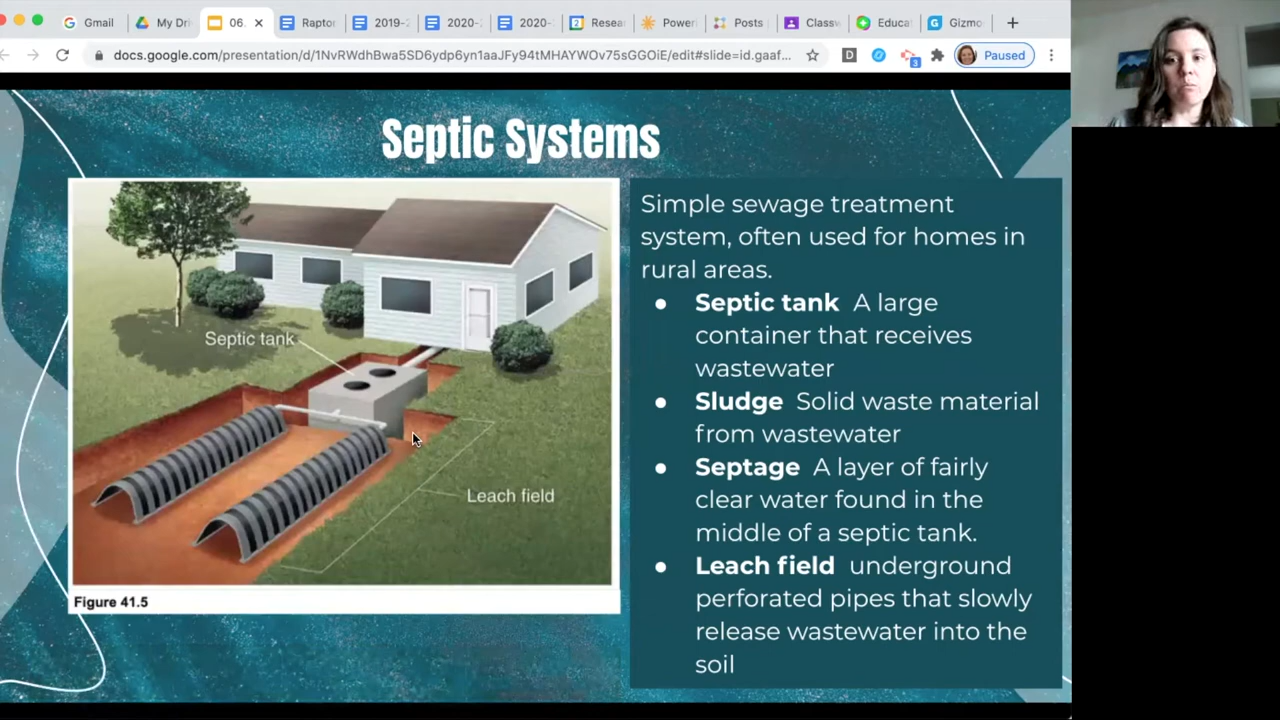 Gmail
My Dri
06.
Raptor
2019-2
2020-
2020-
Resea
Power
Posts
Classw
Educa
Gizmo
docs.google.com/presentation/d/1NvRWdhBwa5SD6ydp6yn1aaJFy94tMHAYWOv75sGGOiE/edit#slide=id.gaaf...
D
3
Paused
Septic Systems
Septic tank
Leach field
Figure 41.5
Simple sewage treatment
system, often used for homes in
rural areas.
● Septic tank A large
container that receives
wastewater
● Sludge Solid waste material
from wastewater
● Septage A layer of fairly
clear water found in the
middle of a septic tank.
● Leach field underground
perforated pipes that slowly
release wastewater into the
soil